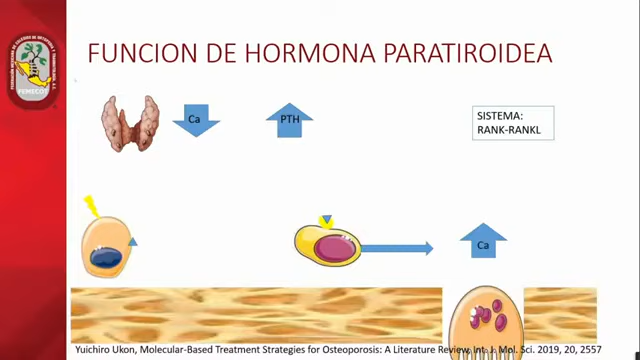 FUNCION DE HORMONA PARATIROIDEA
FEMECOT
Ca
PTH
SISTEMA:
RANK-RANKL
Ca
Yuichiro Ukon, Molecular-Based Treatment Strategies for Osteoporosis: A Literature Review, Int. J. Mol. Sci. 2019, 20, 2557